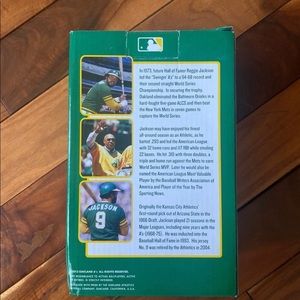 In 1973, future Hall of Famer Reggie Jackson
led the "Swingin' A's" to a 94-68 record and
their second straight World Series
Championship. In securing the trophy,
Oakland eliminated the Baltimore Orioles in a
hard-fought five-game ALCS and then beat
the New York Mets in seven games to
capture the World Series.
Jackson may have enjoyed his finest
all-around season as an Athletic, as he
batted .293 and led the American League
with 32 home runs and 117 RBI while stealing
22 bases. He hit .310 with three doubles, a
triple and home run against the Mets to earn
World Series MVP. Later he would also be
named the American League Most Valuable
Player by the Baseball Writers Association of
America and Player of the Year by The
Sporting News.
Originally the Kansas City Athletics'
first-round pick out of Arizona State in
the 1966 Draft, Jackson played 21 seasons in the
Major Leagues, including nine years with the
A's (1968-75). He was inducted into the
Baseball Hall of Fame in 1993. His jersey,
No. 9 was retired by the Athletics in 2004.
JACKSON
9
OAKLAND A's. ALL RIGHTS RESERVED.
OAKLAND, CALIFORNIA, U.S.A.